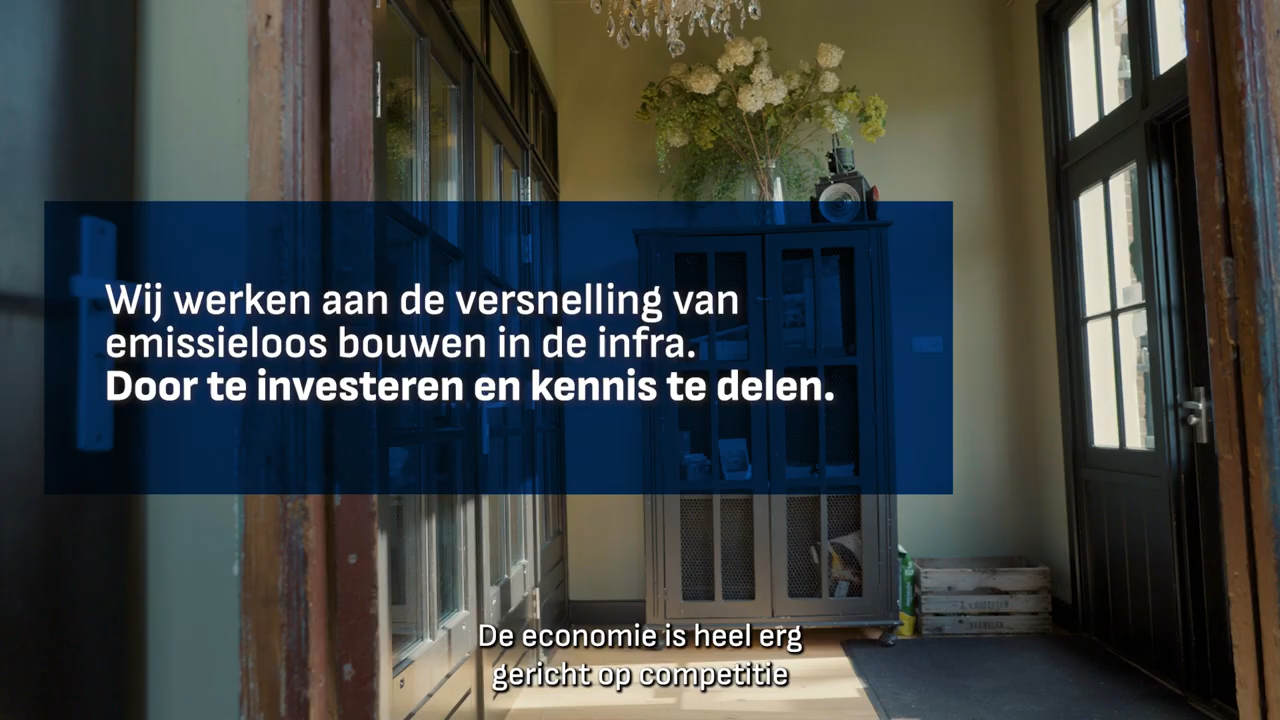 Wij werken aan de versnelling van
emissieloos bouwen in de infra.
Door te investeren en kennis te delen.
De economie is heel erg
gericht op competitie